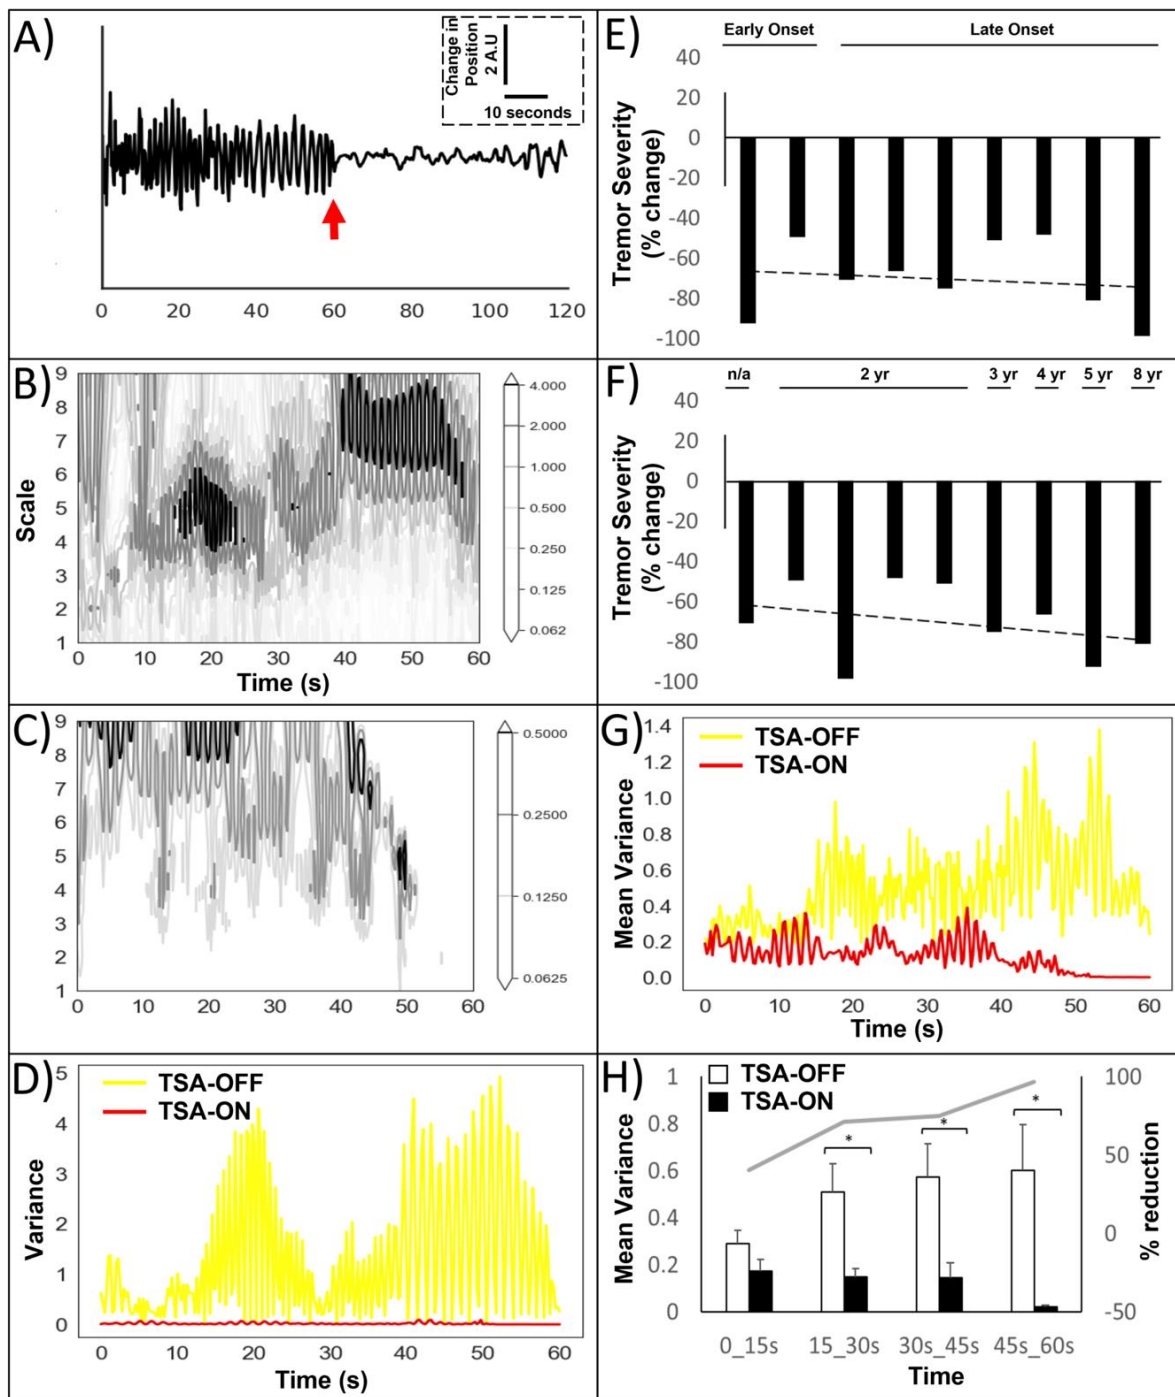 A)
Change in
Position
2 A.U
10 seconds
0 20 40 60 80 100 120
B)
9
8
7
6
5
4
3
2
1
Scale
0 10 20 30 40 50 60
Time (s)
4.000
2.000
1.000
0.500
0.250
0.125
0.062
C)
9
8
7
6
5
4
3
2
1
0 10 20 30 40 50 60
0.5000
0.2500
0.1250
0.0625
D)
TSA-OFF
TSA-ON
5
4
3
2
1
0
Variance
0 10 20 30 40 50 60
Time (s)
E)
Early Onset Late Onset
40
20
0
-20
-40
-60
-80
-100
Tremor Severity
(% change)
F)
n/a 2 yr 3 yr 4 yr 5 yr 8 yr
40
20
0
-20
-40
-60
-80
-100
Tremor Severity
(% change)
G)
TSA-OFF
TSA-ON
1.4
1.0
0.8
0.6
0.4
0.2
0.0
Mean Variance
0 10 20 30 40 50 60
Time (s)
H)
TSA-OFF
TSA-ON
1
0.8
0.6
0.4
0.2
0
Mean Variance
* * *
100
50
0
-50
% reduction
0_15s 15_30s 30s_45s 45s_60s
Time